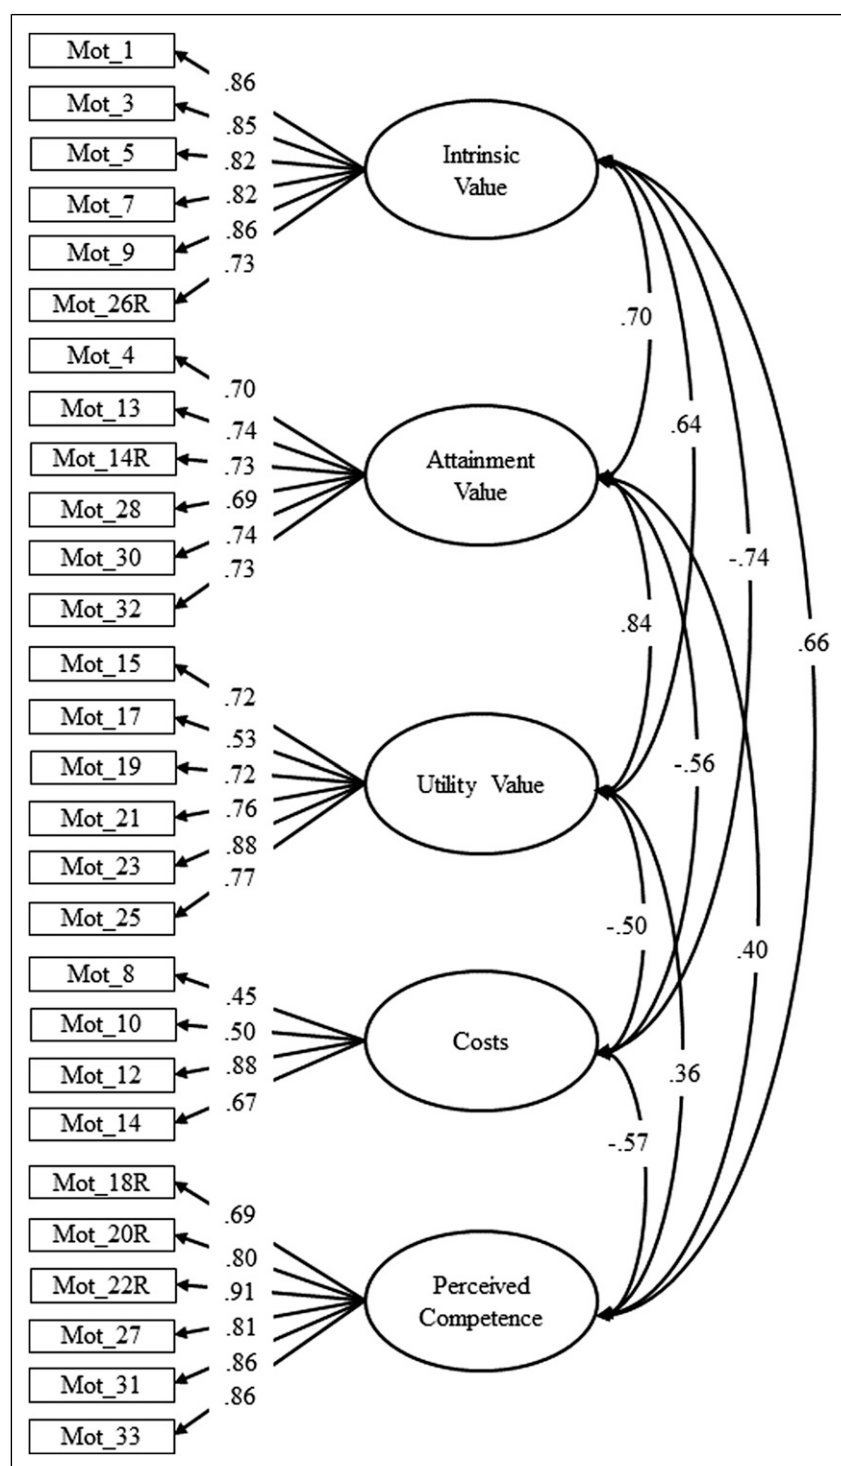 Mot_1
.86
Mot_3
.85
Mot_5
.82
Mot_7
.82
Mot_9
.86
Mot_26R
.73
Intrinsic
Value
Mot_4
.70
Mot_13
.74
Mot_14R
.73
Mot_28
.69
Mot_30
.74
Mot_32
.73
Attainment
Value
Mot_15
.72
Mot_17
.53
Mot_19
.72
Mot_21
.76
Mot_23
.88
Mot_25
.77
Utility Value
Mot_8
.45
Mot_10
.50
Mot_12
.88
Mot_14
.67
Costs
Mot_18R
.69
Mot_20R
.80
Mot_22R
.91
Mot_27
.81
Mot_31
.86
Mot_33
.86
Perceived
Competence
.70
.64
-.74
.84
.66
-.56
-.50
.40
.36
-.57